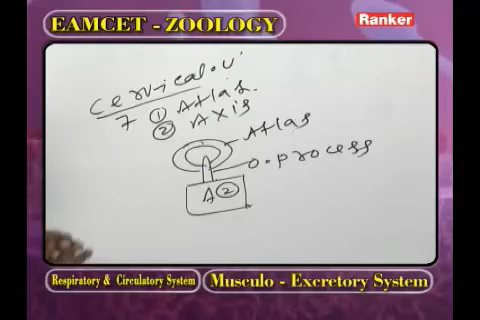 EAMCET - ZOOLOGY
Ranker
Cervical.v
7 ① Atlas.
② Axis
Atlas
O.process
A②
Respiratory & Circulatory System
Musculo - Excretory System